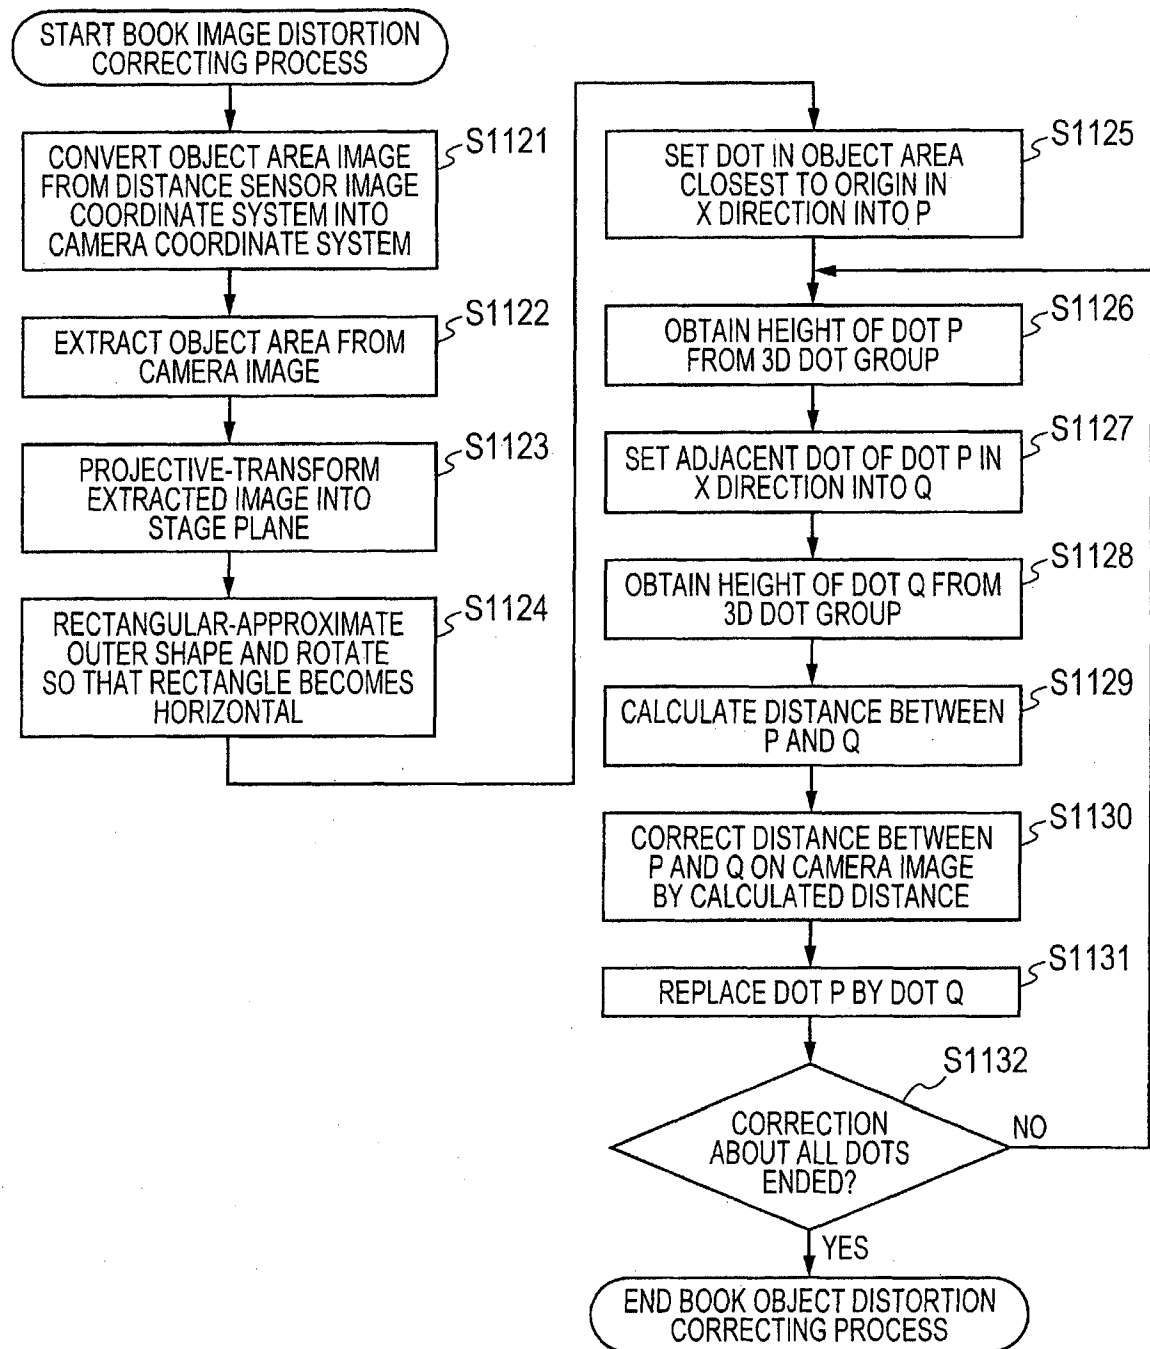 START BOOK IMAGE DISTORTION
CORRECTING PROCESS
S1121
CONVERT OBJECT AREA IMAGE
FROM DISTANCE SENSOR IMAGE
COORDINATE SYSTEM INTO
CAMERA COORDINATE SYSTEM
S1122
EXTRACT OBJECT AREA FROM
CAMERA IMAGE
S1123
PROJECTIVE-TRANSFORM
EXTRACTED IMAGE INTO
STAGE PLANE
S1124
RECTANGULAR-APPROXIMATE
OUTER SHAPE AND ROTATE
SO THAT RECTANGLE BECOMES
HORIZONTAL
S1125
SET DOT IN OBJECT AREA
CLOSEST TO ORIGIN IN
X DIRECTION INTO P
S1126
OBTAIN HEIGHT OF DOT P
FROM 3D DOT GROUP
S1127
SET ADJACENT DOT OF DOT P IN
X DIRECTION INTO Q
S1128
OBTAIN HEIGHT OF DOT Q FROM
3D DOT GROUP
S1129
CALCULATE DISTANCE BETWEEN
P AND Q
S1130
CORRECT DISTANCE BETWEEN
P AND Q ON CAMERA IMAGE
BY CALCULATED DISTANCE
S1131
REPLACE DOT P BY DOT Q
S1132
CORRECTION
ABOUT ALL DOTS
ENDED?
NO
YES
END BOOK OBJECT DISTORTION
CORRECTING PROCESS